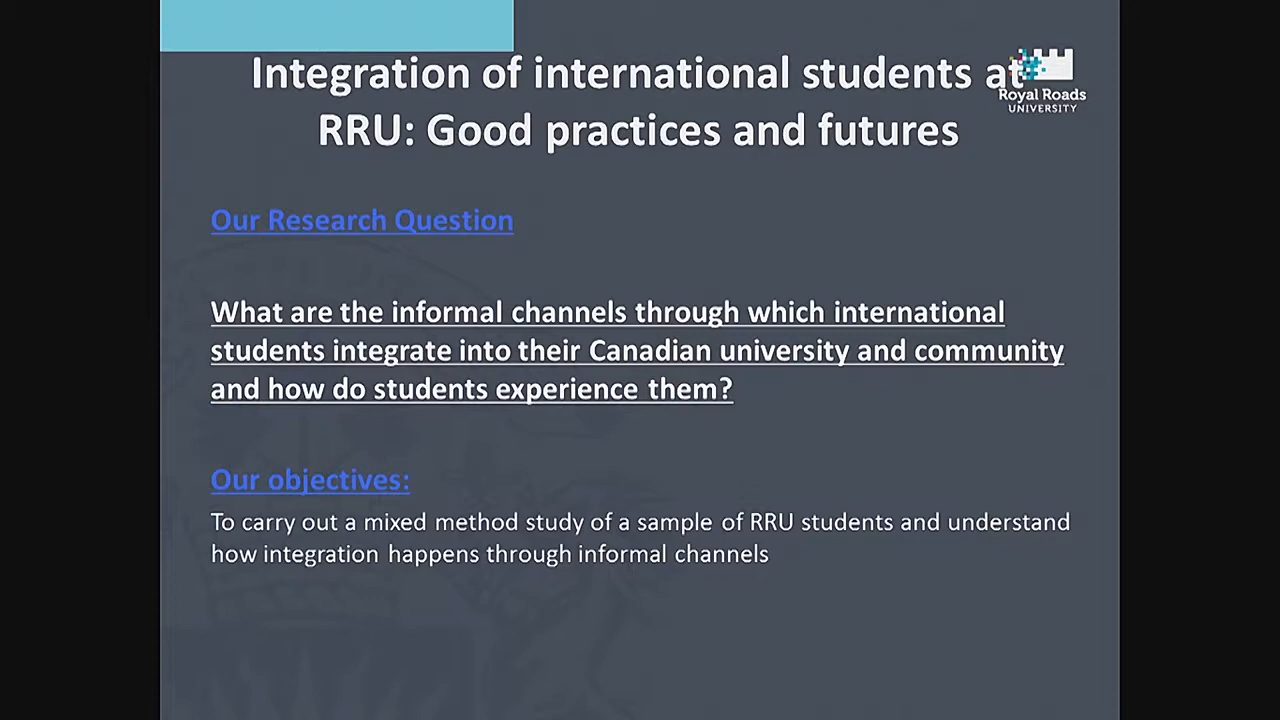 Integration of international students at
RRU: Good practices and futures
Royal Roads
UNIVERSITY
Our Research Question
What are the informal channels through which international
students integrate into their Canadian university and community
and how do students experience them?
Our objectives:
To carry out a mixed method study of a sample of RRU students and understand
how integration happens through informal channels